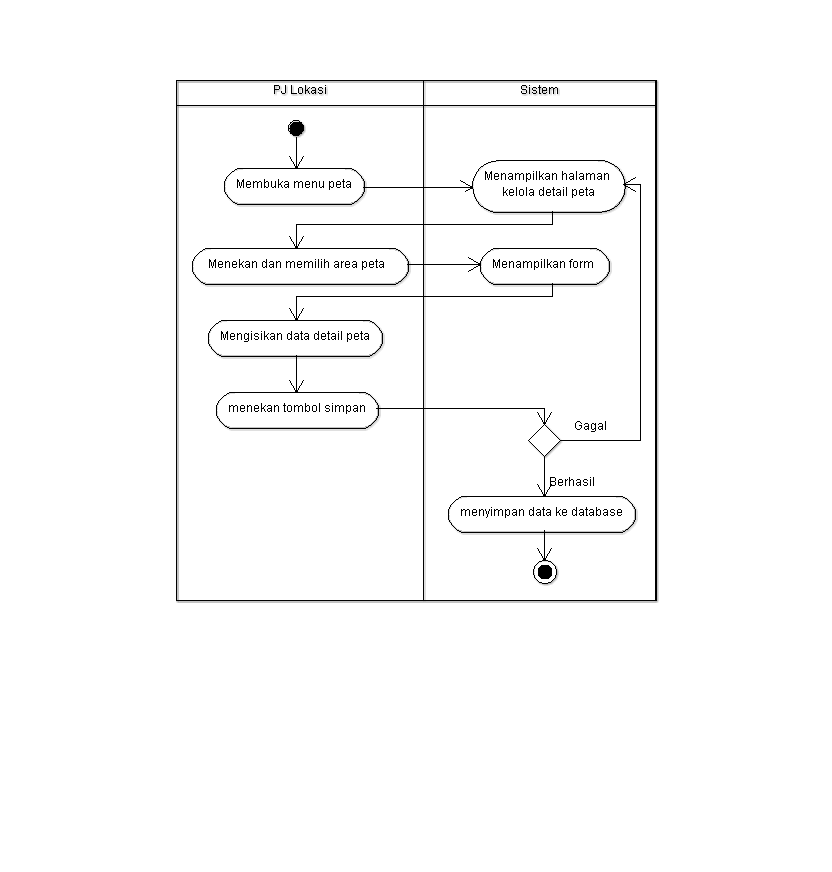 PJ Lokasi
Sistem
Membuka menu peta
Menampilkan halaman
kelola detail peta
Menekan dan memilih area peta
Menampilkan form
Mengisikan data detail peta
menekan tombol simpan
Gagal
Berhasil
menyimpan data ke database